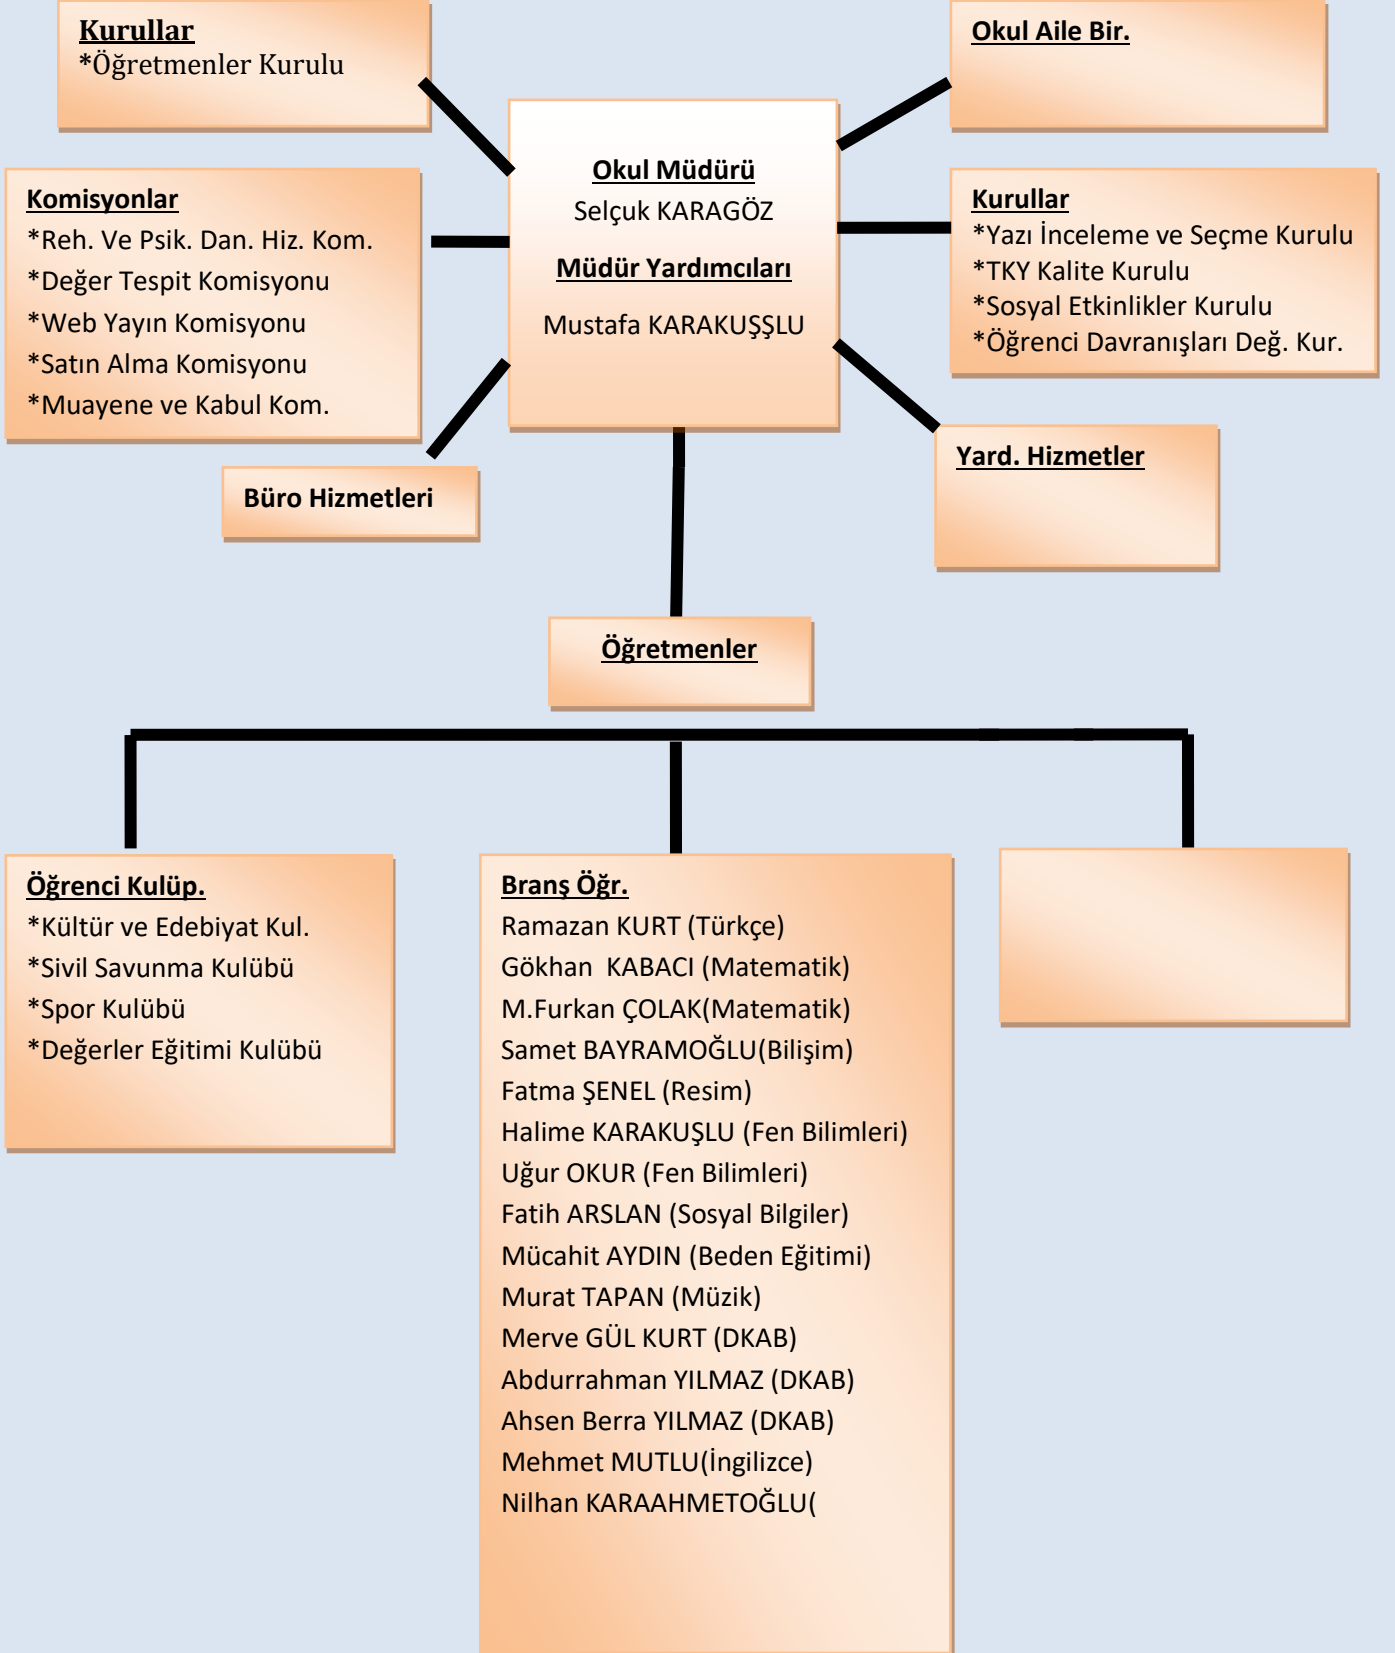 Kurullar
*Öğretmenler Kurulu
Okul Aile Bir.
Okul Müdürü
Selçuk KARAGÖZ
Müdür Yardımcıları
Mustafa KARAKUŞŞLU
Komisyonlar
*Reh. Ve Psik. Dan. Hiz. Kom.
*Değer Tespit Komisyonu
*Web Yayın Komisyonu
*Satın Alma Komisyonu
*Muayene ve Kabul Kom.
Kurullar
*Yazı İnceleme ve Seçme Kurulu
*TKY Kalite Kurulu
*Sosyal Etkinlikler Kurulu
*Öğrenci Davranışları Değ. Kur.
Büro Hizmetleri
Yard. Hizmetler
Öğretmenler
Öğrenci Kulüp.
*Kültür ve Edebiyat Kul.
*Sivil Savunma Kulübü
*Spor Kulübü
*Değerler Eğitimi Kulübü
Branş Öğr.
Ramazan KURT (Türkçe)
Gökhan  KABACI (Matematik)
M.Furkan ÇOLAK(Matematik)
Samet BAYRAMOĞLU(Bilişim)
Fatma ŞENEL (Resim)
Halime KARAKUŞLU (Fen Bilimleri)
Uğur OKUR (Fen Bilimleri)
Fatih ARSLAN (Sosyal Bilgiler)
Mücahit AYDIN (Beden Eğitimi)
Murat TAPAN (Müzik)
Merve GÜL KURT (DKAB)
Abdurrahman YILMAZ (DKAB)
Ahsen Berra YILMAZ (DKAB)
Mehmet MUTLU(İngilizce)
Nilhan KARAAHMETOĞLU(